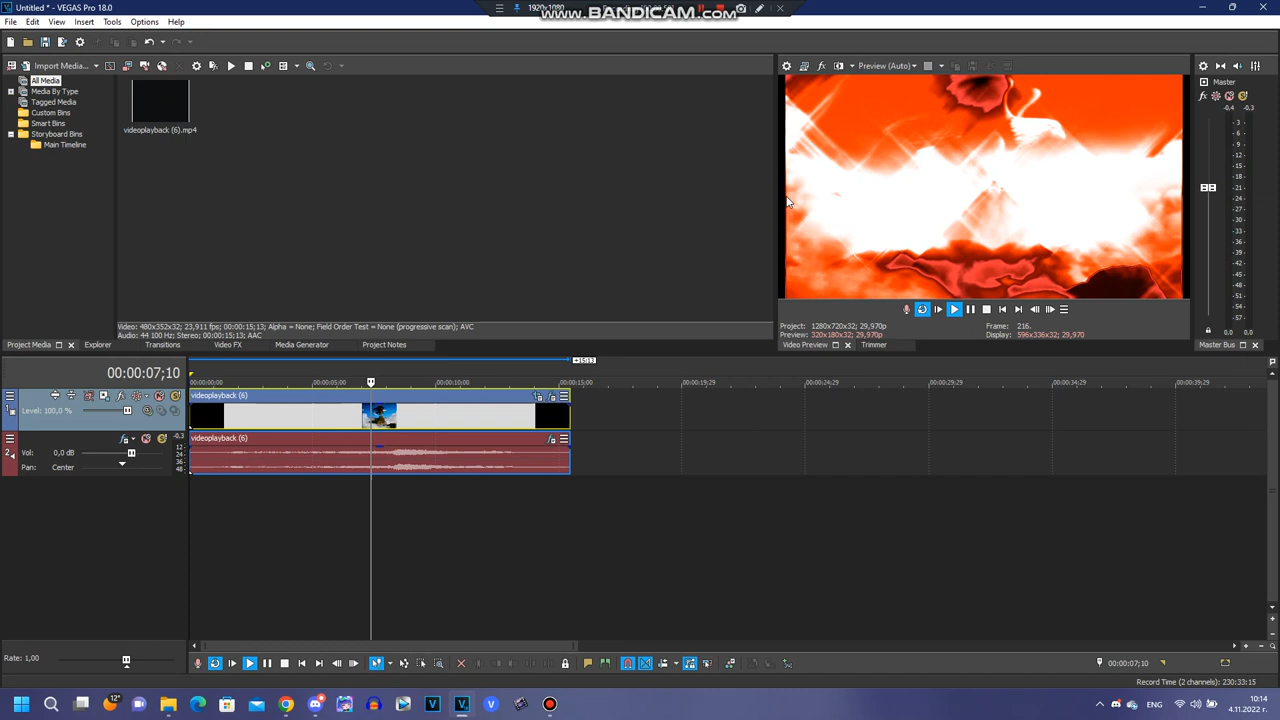 Untitled * - VEGAS Pro 18.0
1920x1080
www.BANDICAM.com
File Edit View Insert Tools Options Help
Import Media...
Preview (Auto)
All Media
Media By Type
Tagged Media
Custom Bins
Smart Bins
Storyboard Bins
Main Timeline
videoplayback (6).mp4
Master
-0.4 -0.3
3
6
9
12
15
18
21
24
27
30
33
36
39
42
45
48
51
54
57
0.0 0.0
Video: 480x352x32; 23,911 fps; 00:00:15;13; Alpha = None; Field Order Test = None (progressive scan); AVC
Audio: 44 100 Hz; Stereo; 00:00:15;13; AAC
Project: 1280x720x32; 29,970p
Frame: 216.
Preview: 320x180x32; 29,970p
Display: 596x336x32; 29,970
Project Media Explorer Transitions Video FX Media Generator Project Notes
Video Preview Trimmer
Master Bus
00:00:07;10
+15;13
00:00:00;00 00:00:05;00 00:00:10;00 00:00:15;00 00:00:19;29 00:00:24;29 00:00:29;29 00:00:34;29 00:00:39;29
videoplayback (6)
1
Level: 100,0 %
videoplayback (6)
-0,3
2
Vol: 0,0 dB
12
24
36
48
Pan: Center
Rate: 1,00
00:00:07;10
Record Time (2 channels): 230:33:15
12°
ENG
10:14
4.11.2022 г.